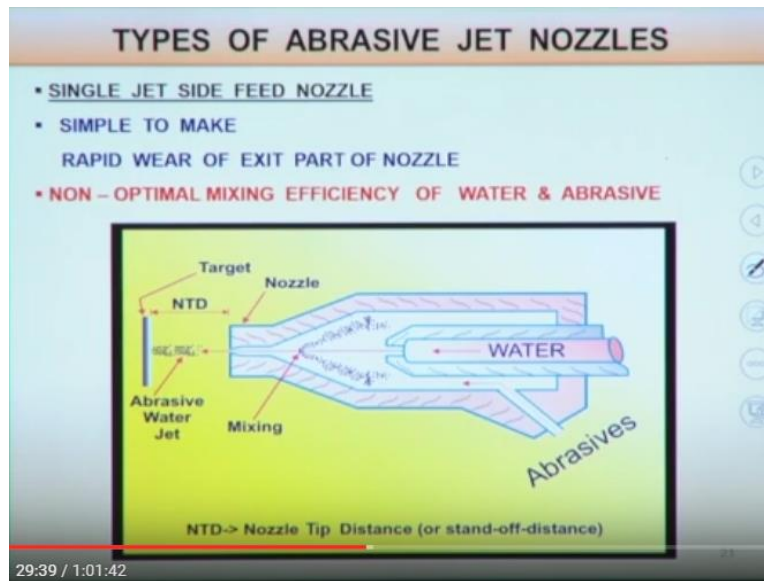 TYPES OF ABRASIVE JET NOZZLES
▪ SINGLE JET SIDE FEED NOZZLE
▪ SIMPLE TO MAKE
RAPID WEAR OF EXIT PART OF NOZZLE
▪ NON – OPTIMAL MIXING EFFICIENCY OF WATER & ABRASIVE
Target
Nozzle
NTD
WATER
Abrasive
Water
Jet
Mixing
Abrasives
NTD-> Nozzle Tip Distance (or stand-off-distance)
29:39 / 1:01:42